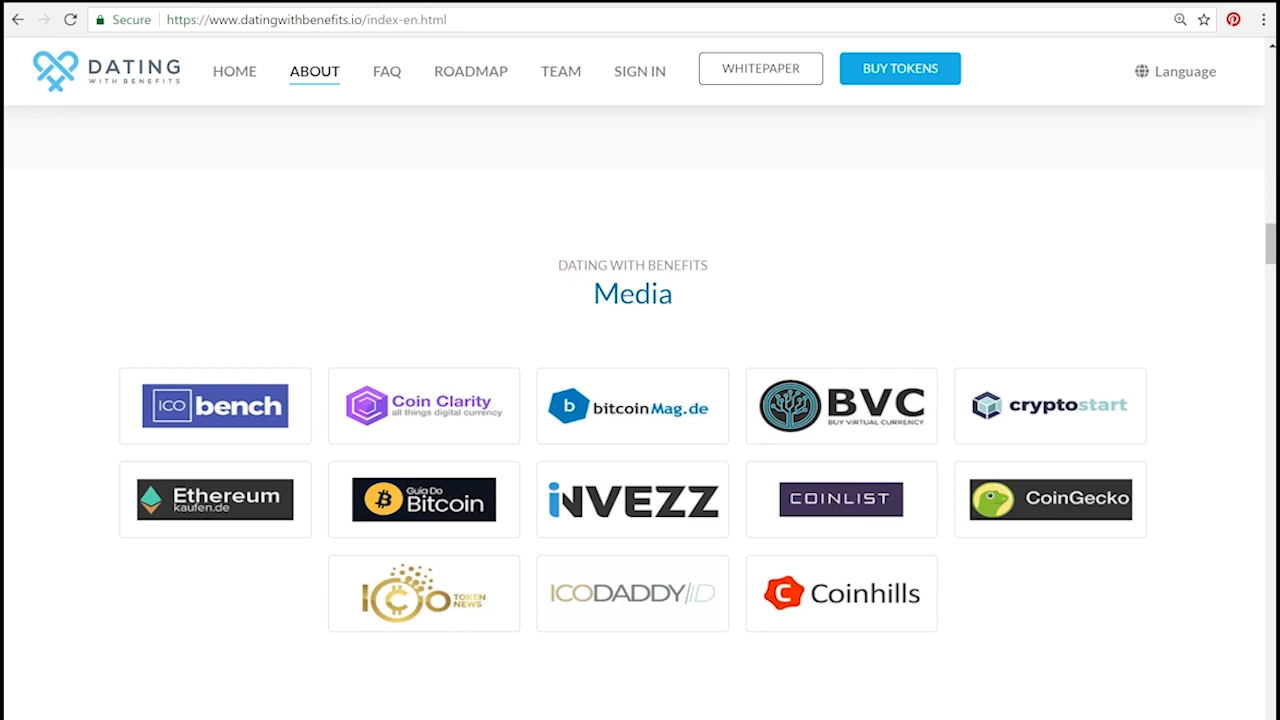 Secure https://www.datingwithbenefits.io/index-en.html
DATING
WITH BENEFITS
HOME ABOUT FAQ ROADMAP TEAM SIGN IN WHITEPAPER BUY TOKENS Language
DATING WITH BENEFITS
Media
ICO bench
Coin Clarity
all things digital currency
b bitcoinMag.de
BVC
BUY VIRTUAL CURRENCY
cryptostart
Ethereum
kaufen.de
Guia Do
Bitcoin
iNVEZZ
COINLIST
CoinGecko
ICO TOKEN
NEWS
ICODADDY/ID
C Coinhills